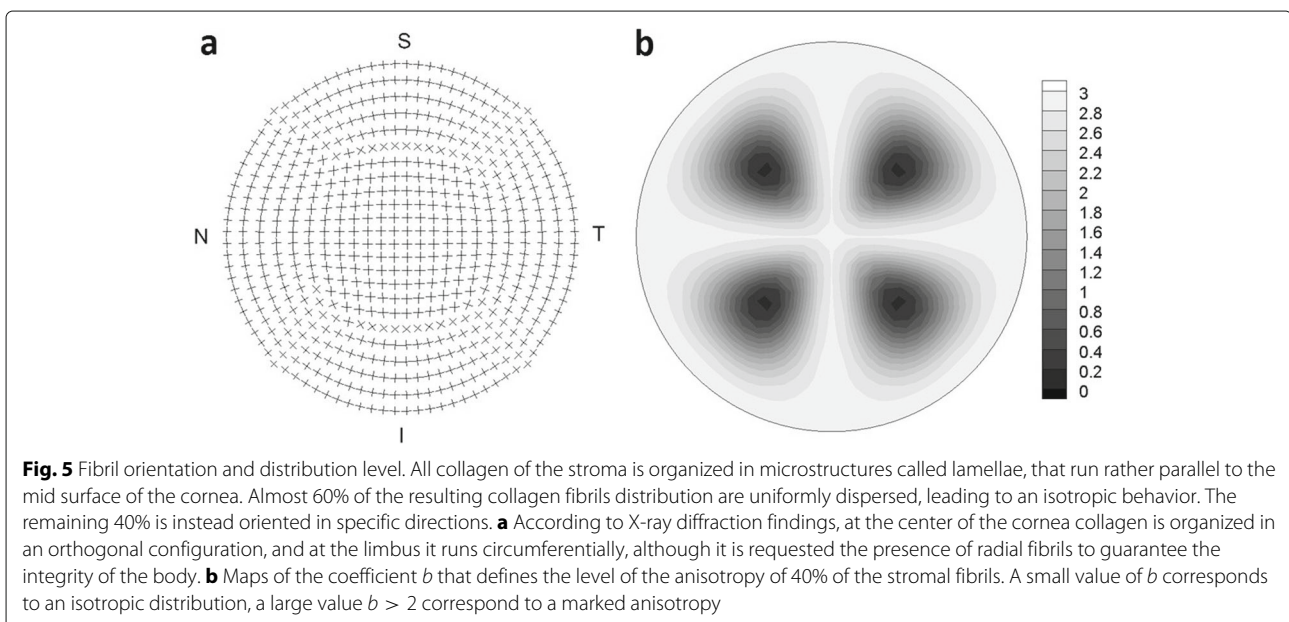 a
S
N
T
I
b
3
2.8
2.6
2.4
2.2
2
1.8
1.6
1.4
1.2
1
0.8
0.6
0.4
0.2
0
Fig. 5 Fibril orientation and distribution level. All collagen of the stroma is organized in microstructures called lamellae, that run rather parallel to the
mid surface of the cornea. Almost 60% of the resulting collagen fibrils distribution are uniformly dispersed, leading to an isotropic behavior. The
remaining 40% is instead oriented in specific directions. a According to X-ray diffraction findings, at the center of the cornea collagen is organized in
an orthogonal configuration, and at the limbus it runs circumferentially, although it is requested the presence of radial fibrils to guarantee the
integrity of the body. b Maps of the coefficient b that defines the level of the anisotropy of 40% of the stromal fibrils. A small value of b corresponds
to an isotropic distribution, a large value b > 2 correspond to a marked anisotropy